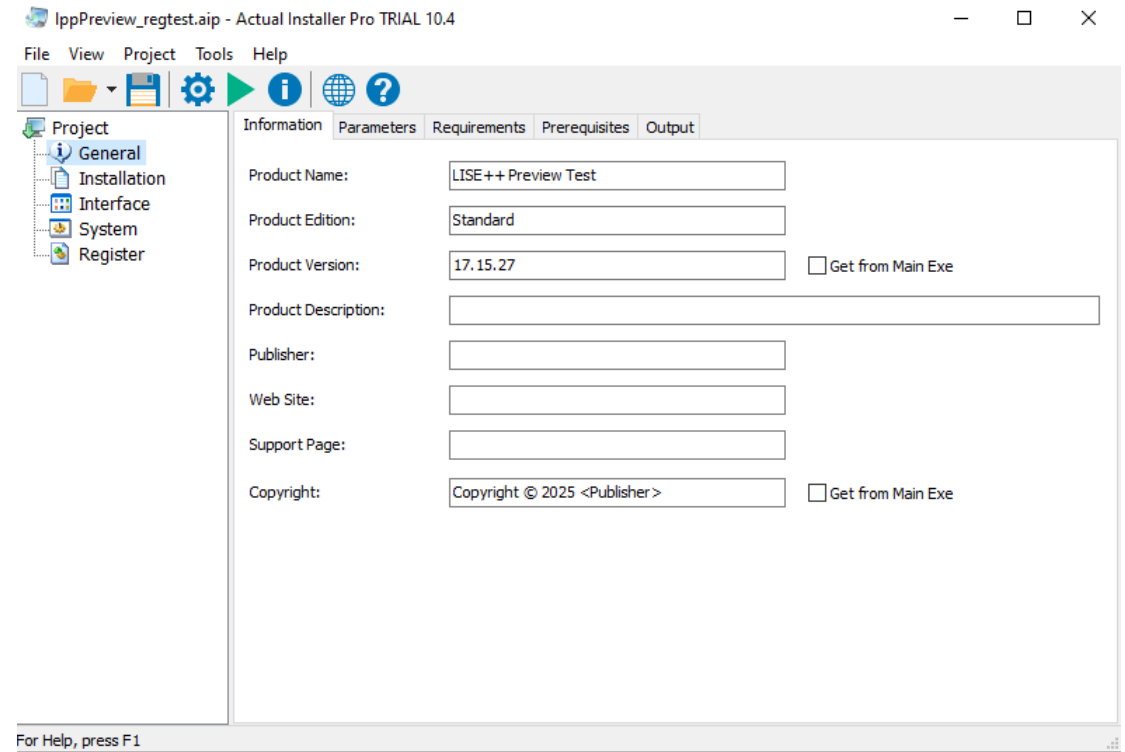 lppPreview_regtest.aip - Actual Installer Pro TRIAL 10.4
File View Project Tools Help
Project
General
Installation
Interface
System
Register
Information Parameters Requirements Prerequisites Output
Product Name: LISE++ Preview Test
Product Edition: Standard
Product Version: 17.15.27 Get from Main Exe
Product Description:
Publisher:
Web Site:
Support Page:
Copyright: Copyright © 2025 <Publisher> Get from Main Exe
For Help, press F1